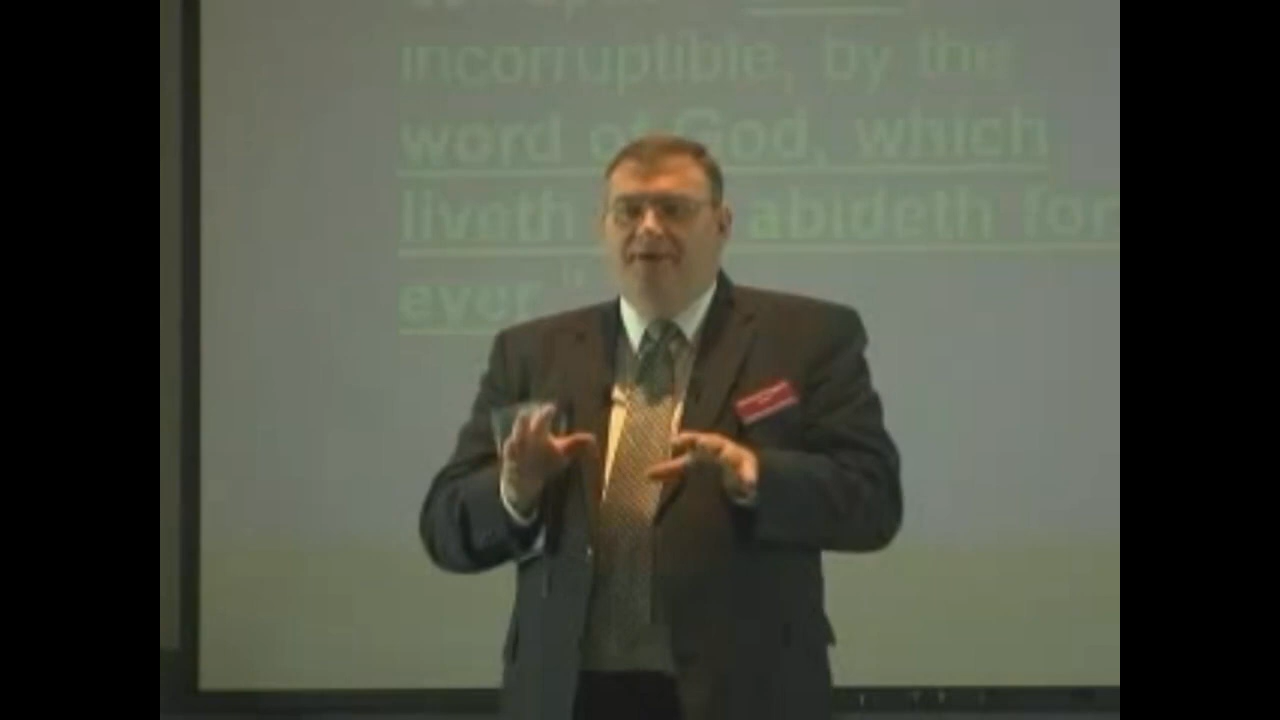 incorruptible, by the
word of God, which
liveth abideth for
ever."